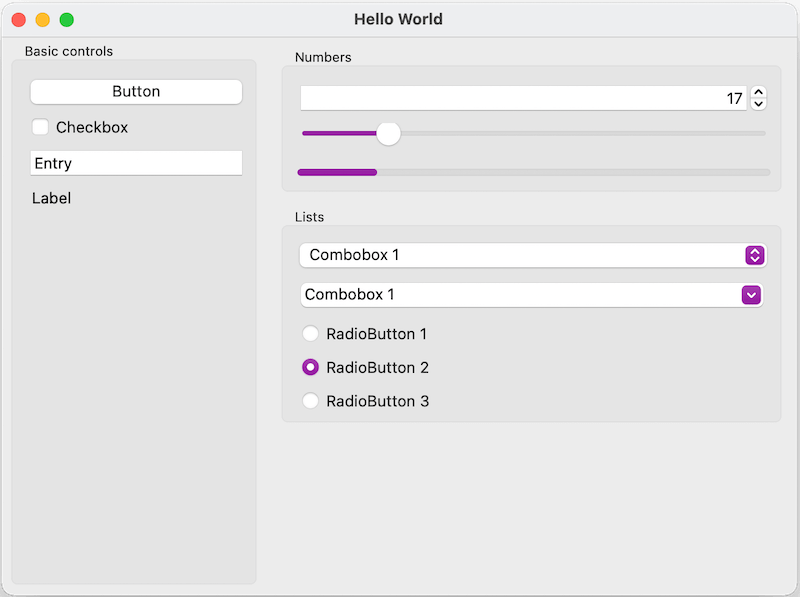 Hello World
Basic controls
Button
Checkbox
Entry
Label
Numbers
17
Lists
Combobox 1
Combobox 1
RadioButton 1
RadioButton 2
RadioButton 3